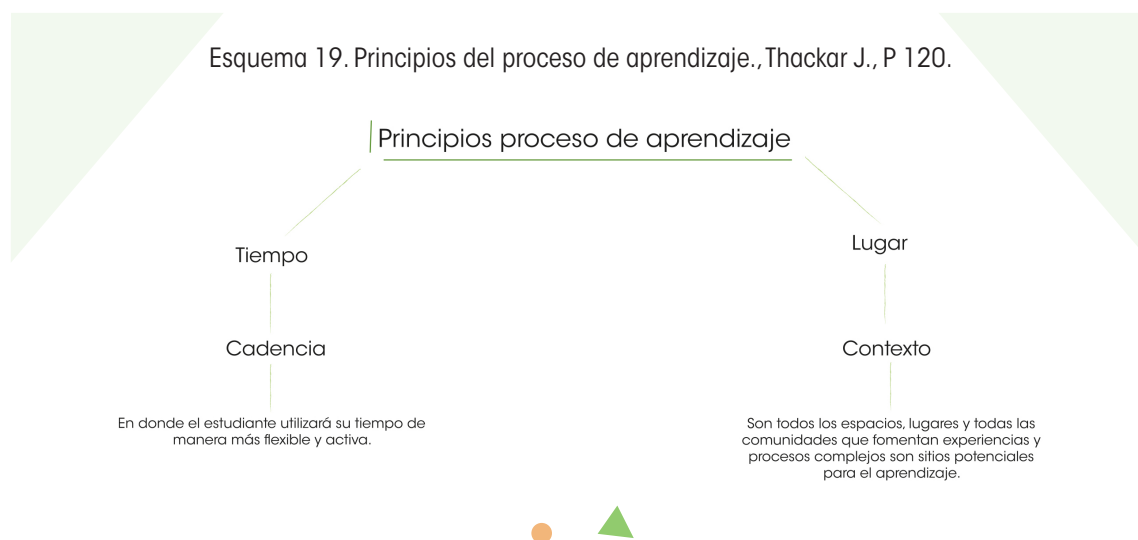 Esquema 19. Principios del proceso de aprendizaje., Thackar J., P 120.
Principios proceso de aprendizaje
Tiempo
Cadencia
En donde el estudiante utilizará su tiempo de
manera más flexible y activa.
Lugar
Contexto
Son todos los espacios, lugares y todas las
comunidades que fomentan experiencias y
procesos complejos son sitios potenciales
para el aprendizaje.